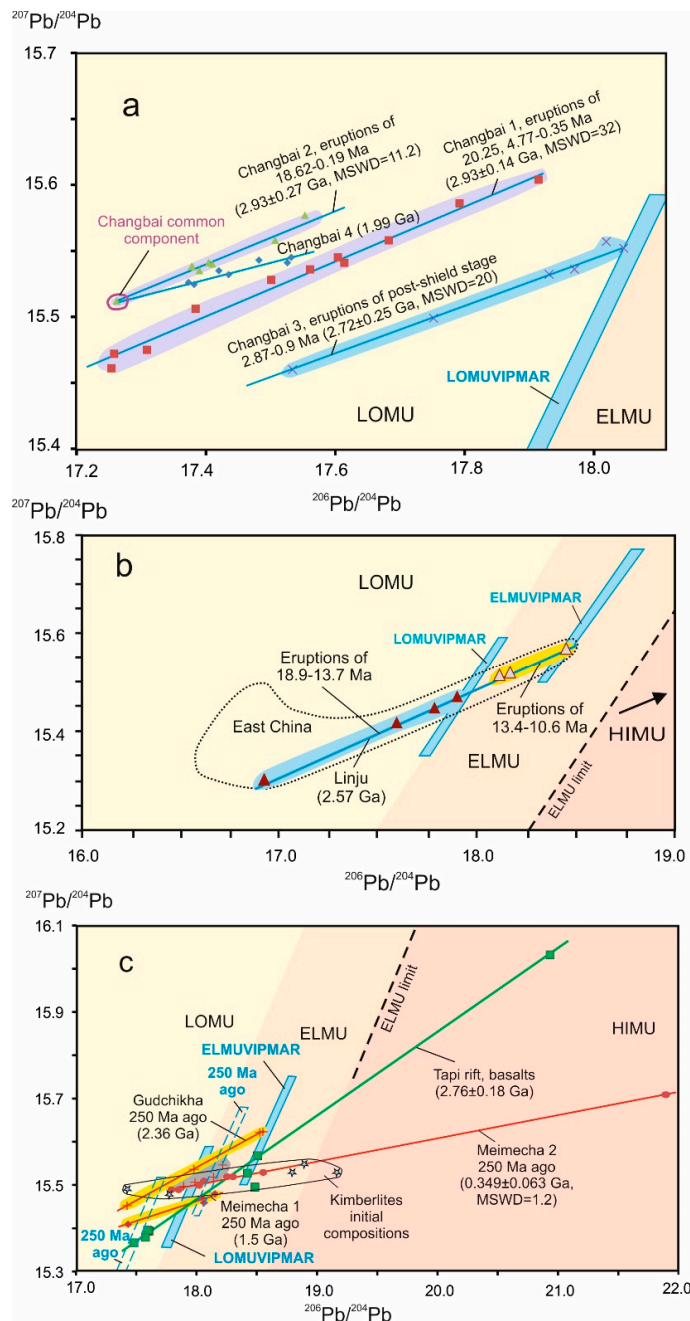 207Pb/204Pb
15.7
a
Changbai 2, eruptions of
18.62-0.19 Ma
(2.93±0.27 Ga, MSWD=11.2)
Changbai 1, eruptions of
20.25, 4.77-0.35 Ma
(2.93±0.14 Ga, MSWD=32)
15.6
Changbai common
component
Changbai 4 (1.99 Ga)
15.5
Changbai 3, eruptions of post-shield stage
2.87-0.9 Ma (2.72±0.25 Ga, MSWD=20)
LOMUVIPMAR
LOMU
ELMU
15.4
17.2
17.4
17.6
17.8
18.0
206Pb/204Pb
207Pb/204Pb
15.8
b
LOMU
ELMUVIPMAR
LOMUVIPMAR
15.6
Eruptions of
18.9-13.7 Ma
East China
Eruptions of
13.4-10.6 Ma
15.4
ELMU
HIMU
Linju
(2.57 Ga)
ELMU limit
15.2
16.0
17.0
18.0
19.0
206Pb/204Pb
207Pb/204Pb
16.1
c
ELMU limit
15.9
LOMU
ELMU
HIMU
ELMUVIPMAR
250 Ma
ago
Tapi rift, basalts
(2.76±0.18 Ga)
15.7
Gudchikha
250 Ma ago
(2.36 Ga)
Meimecha 2
250 Ma ago
(0.349±0.063 Ga,
MSWD=1.2)
15.5
Meimecha 1
250 Ma ago
(1.5 Ga)
Kimberlites
initial
compositions
250 Ma
ago
LOMUVIPMAR
15.3
17.0
18.0
19.0
20.0
21.0
22.0
206Pb/204Pb